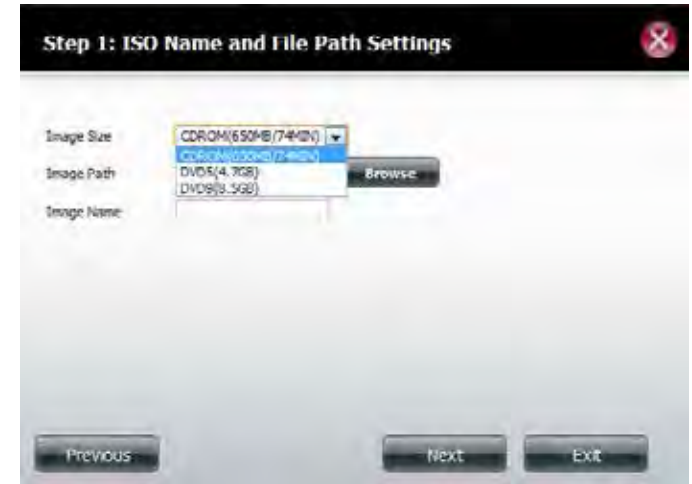 Step 1: ISO Name and File Path Settings
Image Size
CDROM(650MB/74MIN)
CDROM(650MB/74MIN)
Image Path
DVD5(4.7GB)
Browse
DVD9(8.5GB)
Image Name
Previous
Next
Exit